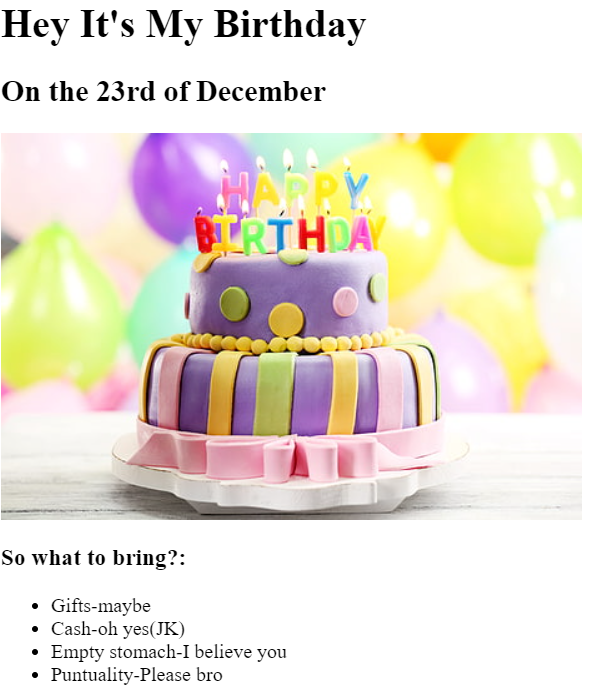 Hey It's My Birthday
On the 23rd of December
HAPPY
BIRTHDAY
So what to bring?:
Gifts-maybe
Cash-oh yes(JK)
Empty stomach-I believe you
Puntuality-Please bro